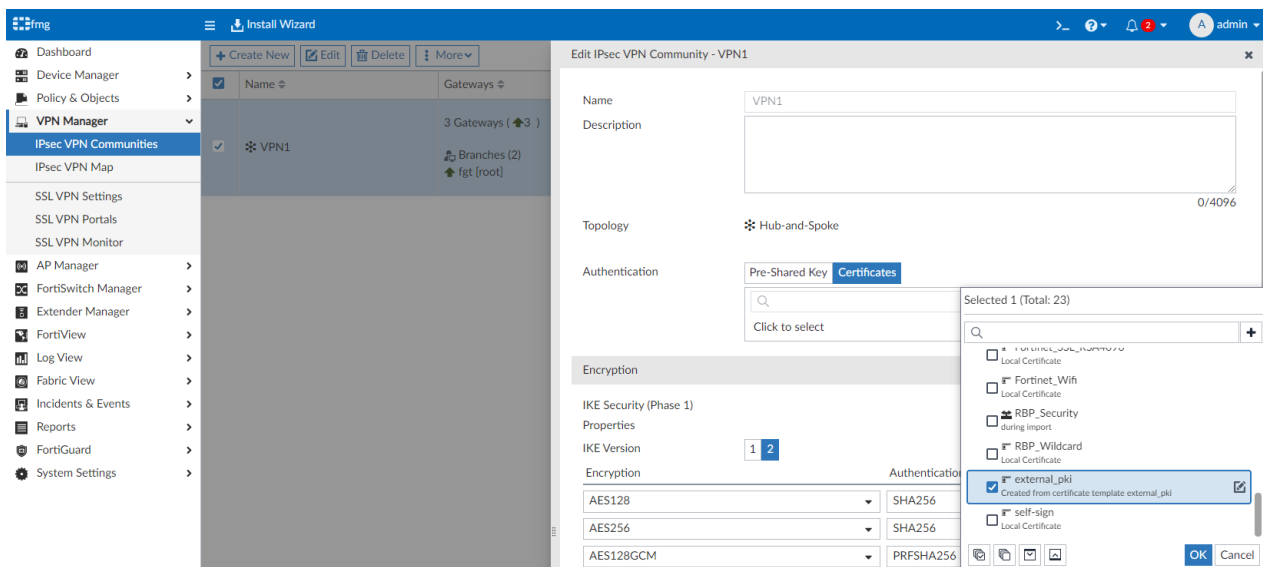 fmg
Install Wizard
>_
2
A
admin
Dashboard
Device Manager
Policy & Objects
VPN Manager
IPsec VPN Communities
IPsec VPN Map
SSL VPN Settings
SSL VPN Portals
SSL VPN Monitor
AP Manager
FortiSwitch Manager
Extender Manager
FortiView
Log View
Fabric View
Incidents & Events
Reports
FortiGuard
System Settings
Create New Edit Delete More
Name Gateways
VPN1
3 Gateways ( 3 )
Branches (2)
fgt [root]
Edit IPsec VPN Community - VPN1
Name VPN1
Description
0/4096
Topology Hub-and-Spoke
Authentication Pre-Shared Key Certificates
Click to select
Encryption
IKE Security (Phase 1)
Properties
IKE Version 1 2
Encryption Authentication
AES128 SHA256
AES256 SHA256
AES128GCM PRFSHA256
Selected 1 (Total: 23)
Fortinet_SSL_RSA4096
Local Certificate
Fortinet_Wifi
Local Certificate
RBP_Security
during import
RBP_Wildcard
Local Certificate
external_pki
Created from certificate template external_pki
self-sign
Local Certificate
OK Cancel